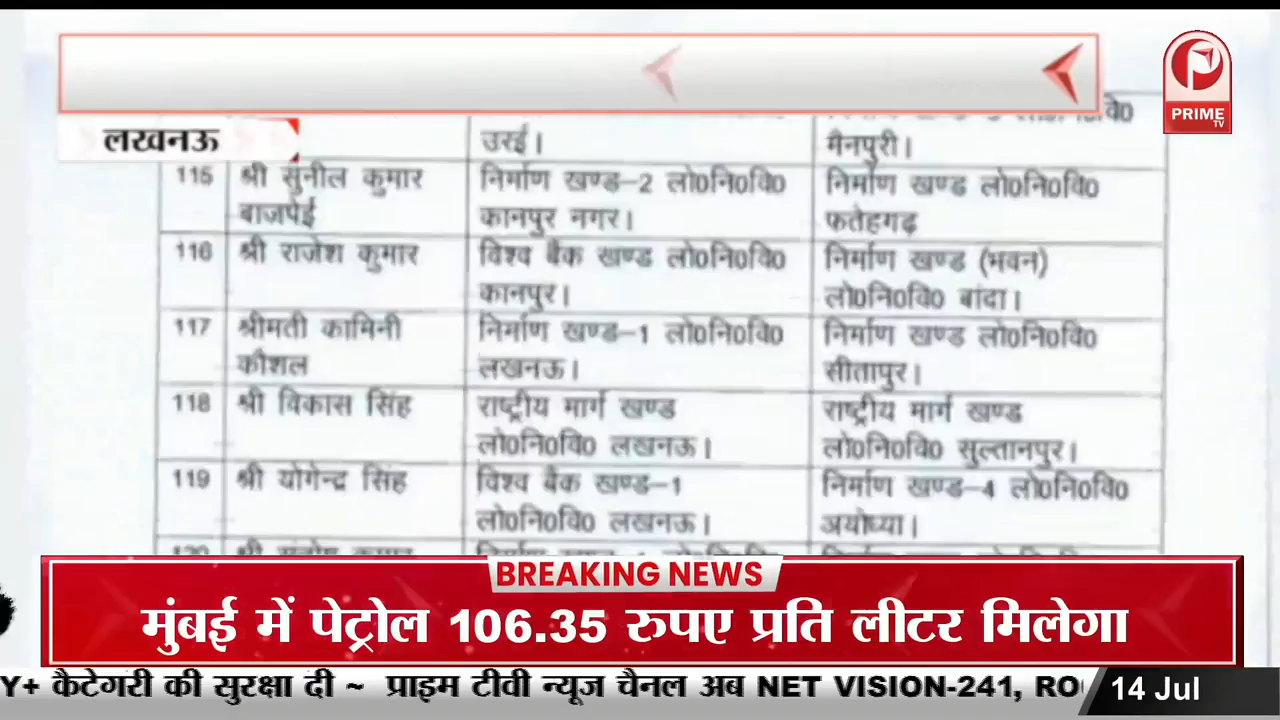 PRIME
TV
लखनऊ
उरई।
मैनपुरी।
115 श्री सुनील कुमार निर्माण खण्ड-2 लो0नि0वि0 निर्माण खण्ड लो0नि0वि0
बाजपेई कानपुर नगर। फतेहगढ़
116 श्री राजेश कुमार विश्व बैंक खण्ड लो0नि0वि0 निर्माण खण्ड (भवन)
कानपुर। लो0नि0वि0 बांदा।
117 श्रीमती कामिनी निर्माण खण्ड-1 लो0नि0वि0 निर्माण खण्ड लो0नि0वि0
कौशल लखनऊ। सीतापुर।
118 श्री विकास सिंह राष्ट्रीय मार्ग खण्ड राष्ट्रीय मार्ग खण्ड
लो0नि0वि0 लखनऊ। लो0नि0वि0 सुल्तानपुर।
119 श्री योगेन्द्र सिंह विश्व बैंक खण्ड-1 निर्माण खण्ड-4 लो0नि0वि0
लो0नि0वि0 लखनऊ। अयोध्या।
BREAKING NEWS
मुंबई में पेट्रोल 106.35 रुपए प्रति लीटर मिलेगा
Y+ कैटेगरी की सुरक्षा दी ~ प्राइम टीवी न्यूज चैनल अब NET VISION-241,
14 Jul